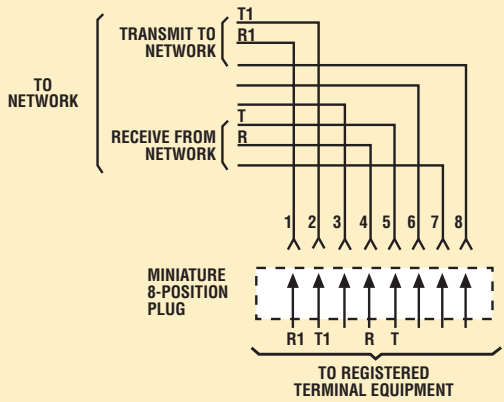 T1
TRANSMIT TO
NETWORK
R1
TO
NETWORK
T
RECEIVE FROM
NETWORK
R
1 2 3 4 5 6 7 8
MINIATURE
8-POSITION
PLUG
R1 T1 R T
TO REGISTERED
TERMINAL EQUIPMENT